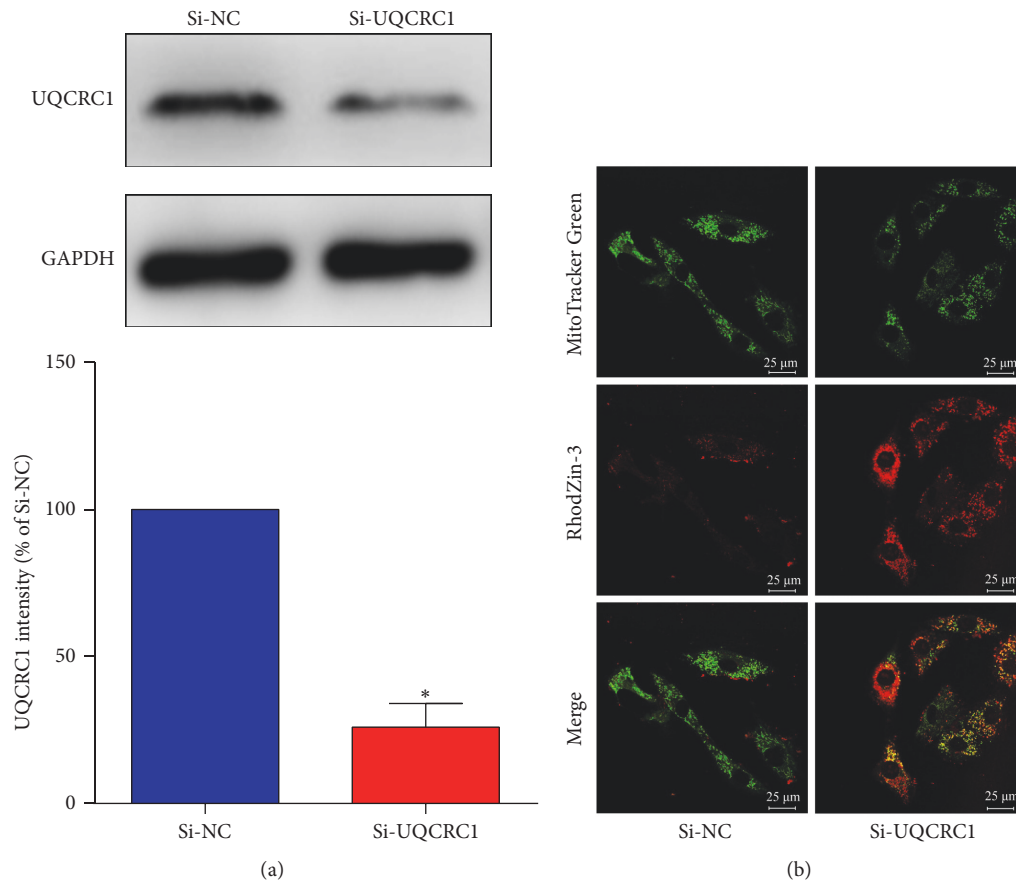 Si-NC Si-UQCRC1
UQCRC1
GAPDH
UQCRC1 intensity (% of Si-NC)
150
100
50
0
*
Si-NC Si-UQCRC1
(a)
MitoTracker Green
25 μm 25 μm
RhodZin-3
25 μm 25 μm
Merge
25 μm 25 μm
Si-NC Si-UQCRC1
(b)